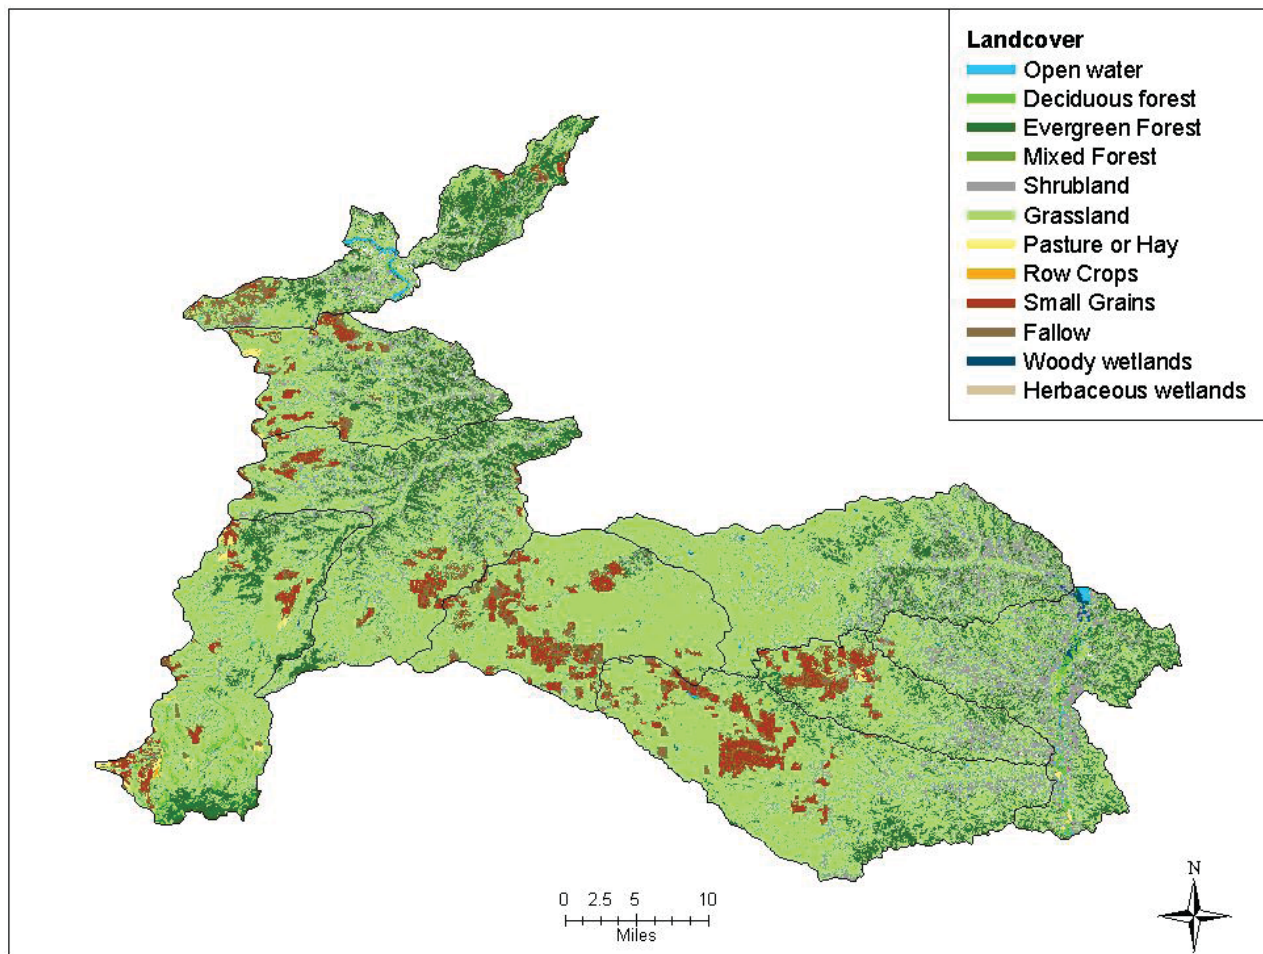 Landcover
Open water
Deciduous forest
Evergreen Forest
Mixed Forest
Shrubland
Grassland
Pasture or Hay
Row Crops
Small Grains
Fallow
Woody wetlands
Herbaceous wetlands
0 2.5 5 10
Miles
N